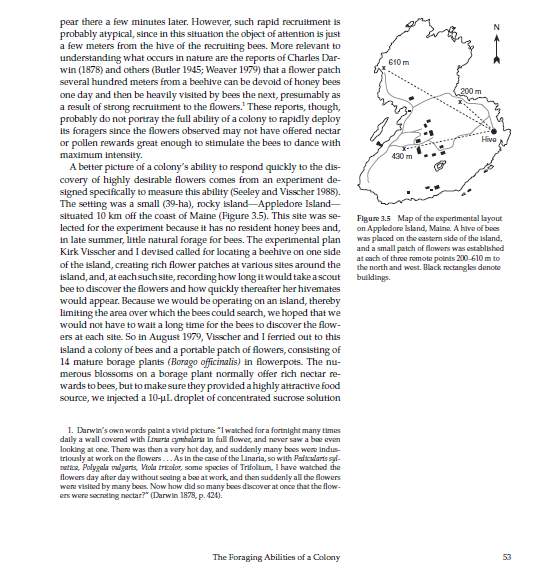 pear there a few minutes later. However, such rapid recruitment is
probably atypical, since in this situation the object of attention is just
a few meters from the hive of the recruiting bees. More relevant to
understanding what occurs in nature are the reports of Charles Dar-
win (1878) and others (Butler 1945; Weaver 1979) that a flower patch
several hundred meters from a beehive can be devoid of honey bees
one day and then be heavily visited by bees the next, presumably as
a result of strong recruitment to the flowers.¹ These reports, though,
probably do not portray the full ability of a colony to rapidly deploy
its foragers since the flowers observed may not have offered nectar
or pollen rewards great enough to stimulate the bees to dance with
maximum intensity.
A better picture of a colony's ability to respond quickly to the dis-
covery of highly desirable flowers comes from an experiment de-
signed specifically to measure this ability (Seeley and Visscher 1988).
The setting was a small (39-ha), rocky island—Appledore Island—
situated 10 km off the coast of Maine (Figure 3.5). This site was se-
lected for the experiment because it has no resident honey bees and,
in late summer, little natural forage for bees. The experimental plan
Kirk Visscher and I devised called for locating a beehive on one side
of the island, creating rich flower patches at various sites around the
island, and, at each such site, recording how long it would take a scout
bee to discover the flowers and how quickly thereafter her hivemates
would appear. Because we would be operating on an island, thereby
limiting the area over which the bees could search, we hoped that we
would not have to wait a long time for the bees to discover the flow-
ers at each site. So in August 1979, Visscher and I ferried out to this
island a colony of bees and a portable patch of flowers, consisting of
14 mature borage plants (Borago officinalis) in flowerpots. The nu-
merous blossoms on a borage plant normally offer rich nectar re-
wards to bees, but to make sure they provided a highly attractive food
source, we injected a 10-µL droplet of concentrated sucrose solution
1. Darwin's own words paint a vivid picture: "I watched for a fortnight many times
daily a wall covered with Linaria cymbalaria in full flower, and never saw a bee even
looking at one. There was then a very hot day, and suddenly many bees were indus-
triously at work on the flowers . . . As in the case of the Linaria, so with Pedicularis syl-
vatica, Polygala vulgaris, Viola tricolor, some species of Trifolium, I have watched the
flowers day after day without seeing a bee at work, and then suddenly all the flowers
were visited by many bees. Now how did so many bees discover at once that the flow-
ers were secreting nectar?" (Darwin 1878, p. 424).
N
610 m
200 m
Hive
430 m
Figure 3.5 Map of the experimental layout
on Appledore Island, Maine. A hive of bees
was placed on the eastern side of the island,
and a small patch of flowers was established
at each of three remote points 200–610 m to
the north and west. Black rectangles denote
buildings.
The Foraging Abilities of a Colony 53